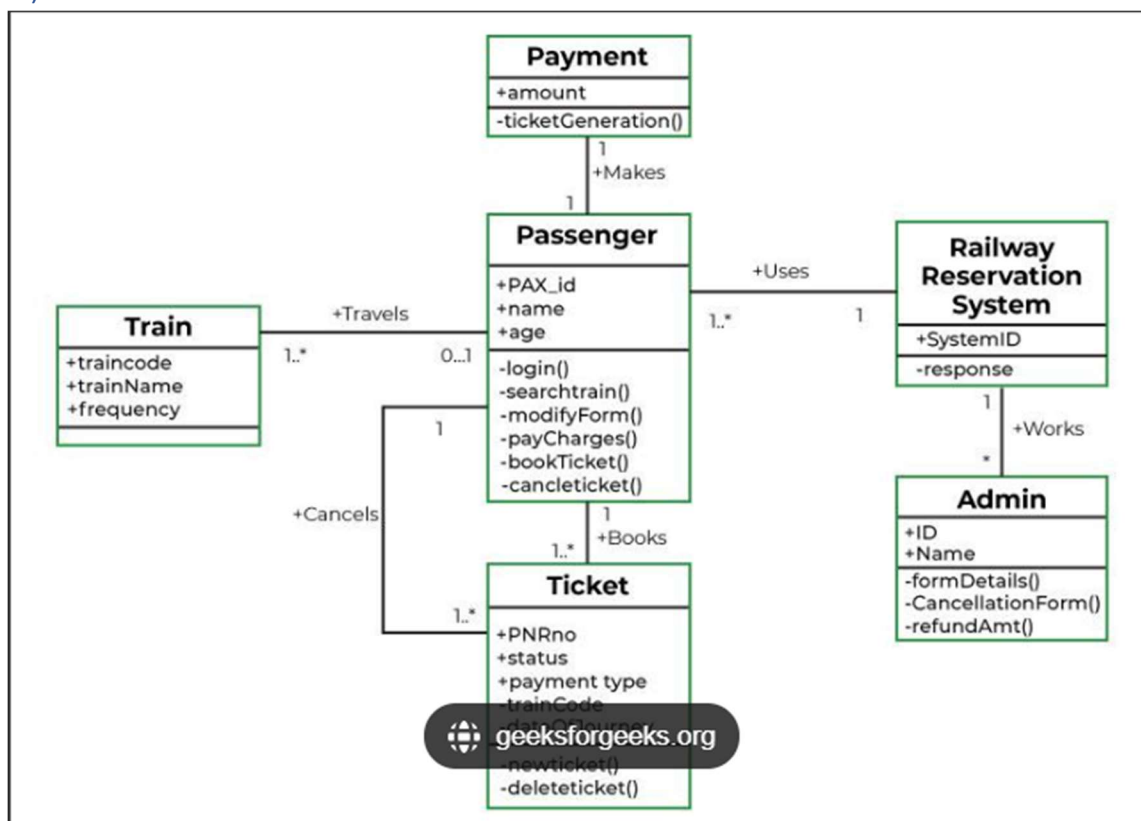 Payment
+amount
-ticketGeneration()
1
+Makes
1
Passenger
+PAX_id
+name
+age
-login()
-searchtrain()
-modifyForm()
-payCharges()
-bookTicket()
-cancleticket()
+Uses
1..*
1
Railway
Reservation
System
+SystemID
-response
1
+Works
*
Admin
+ID
+Name
-formDetails()
-CancellationForm()
-refundAmt()
+Travels
1..*
0...1
Train
+traincode
+trainName
+frequency
1
+Cancels
1..*
1
+Books
1..*
Ticket
+PNRno
+status
+payment type
-trainCode
-dateOfJourney
geeksforgeeks.org
-newticket()
-deleteticket()